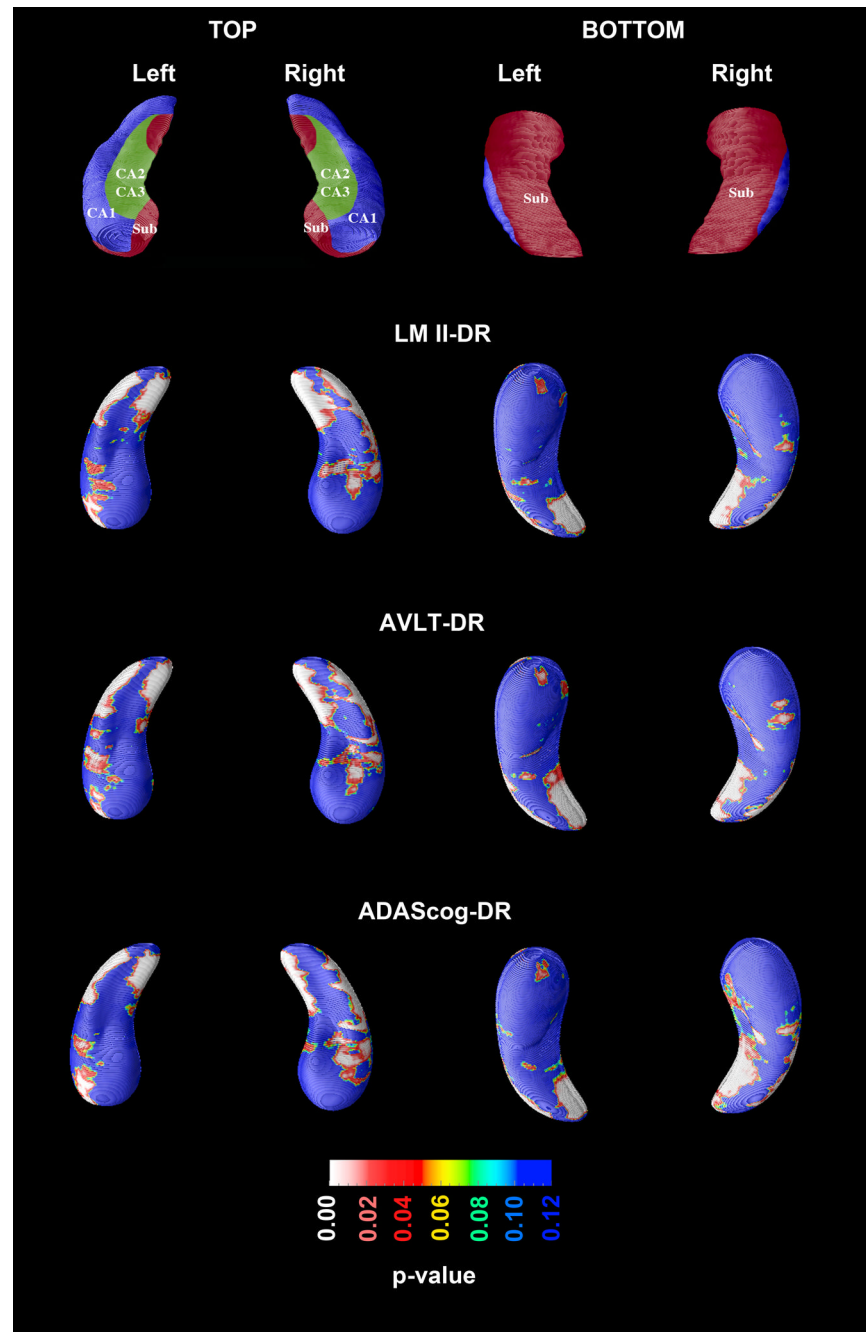 TOP BOTTOM
Left Right Left Right
CA2 CA2
CA3 CA3 Sub Sub
CA1 CA1
Sub Sub
LM II-DR
AVLT-DR
ADAScog-DR
0.00 0.02 0.04 0.06 0.08 0.10 0.12
p-value